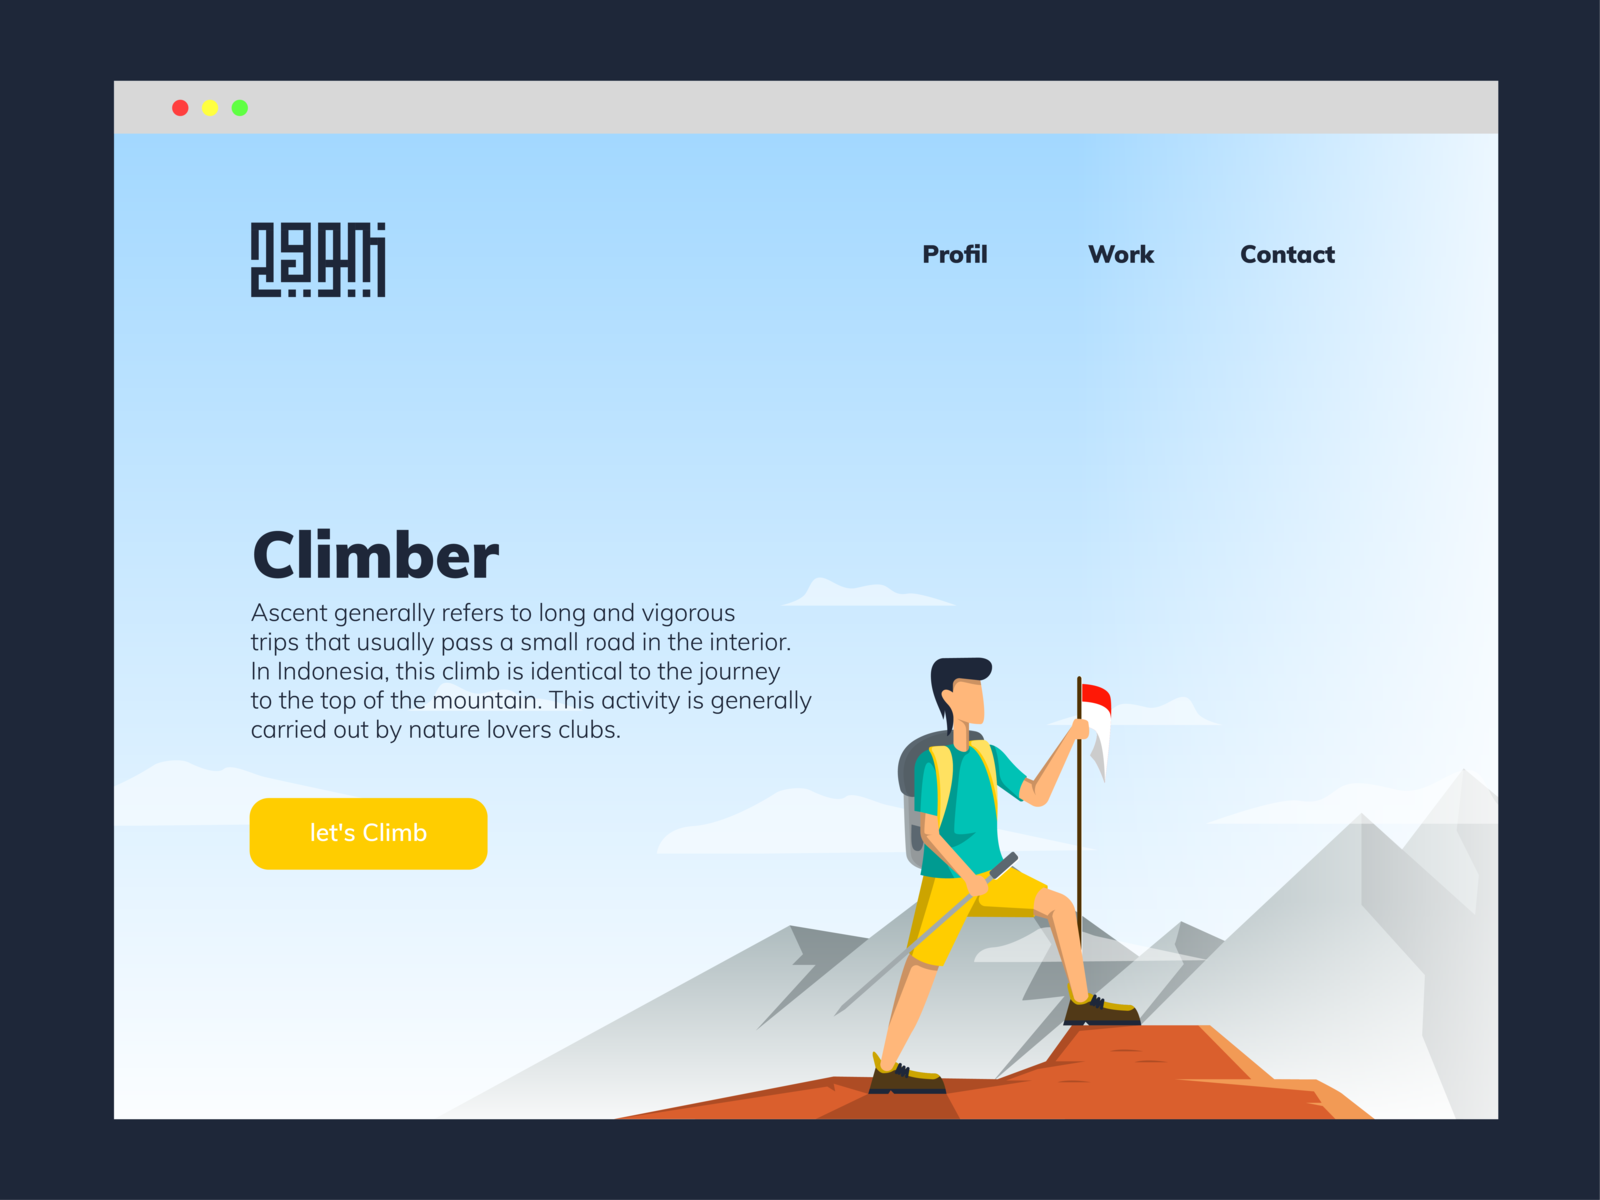 Profil Work Contact
Climber
Ascent generally refers to long and vigorous
trips that usually pass a small road in the interior.
In Indonesia, this climb is identical to the journey
to the top of the mountain. This activity is generally
carried out by nature lovers clubs.
let's Climb